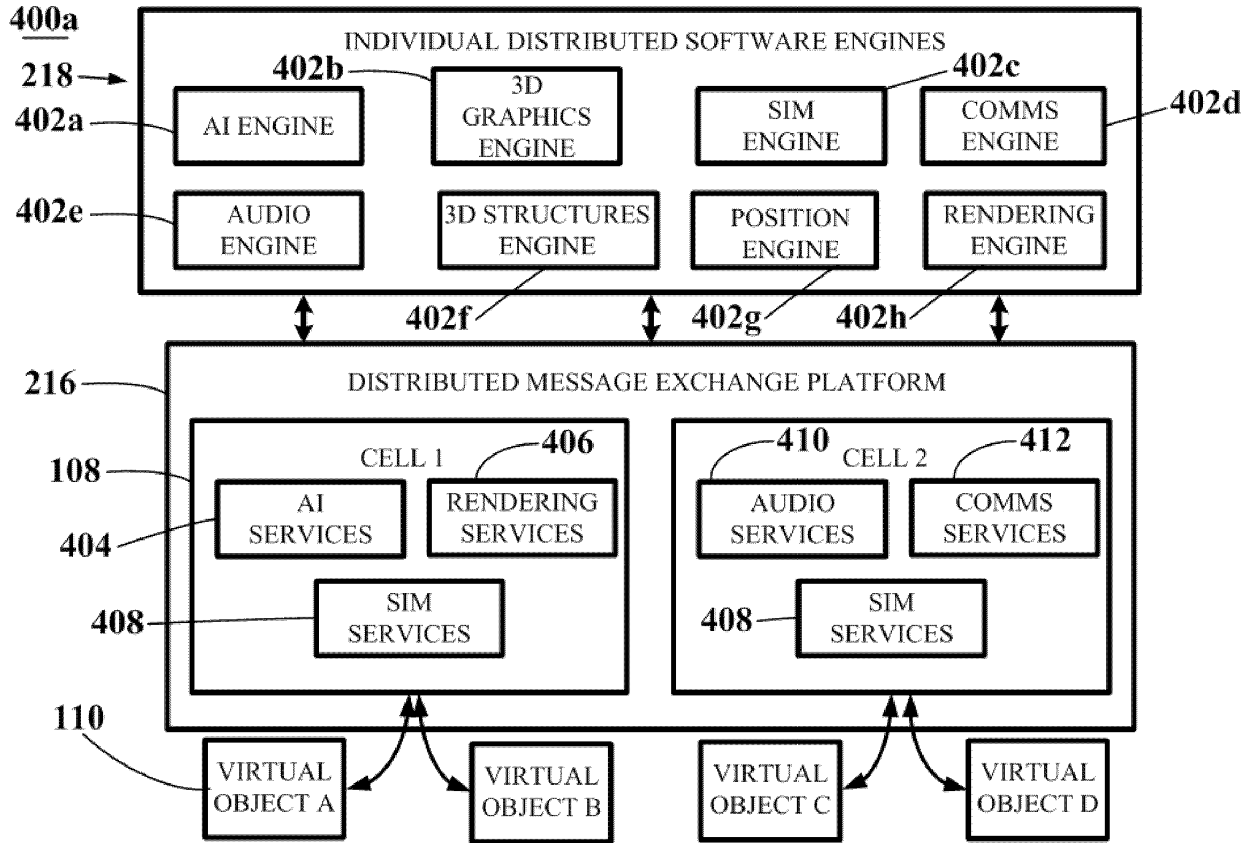 400a
INDIVIDUAL DISTRIBUTED SOFTWARE ENGINES
218
402b
402c
402a
AI ENGINE
3D
GRAPHICS
ENGINE
SIM
ENGINE
COMMS
ENGINE
402d
402e
AUDIO
ENGINE
3D STRUCTURES
ENGINE
POSITION
ENGINE
RENDERING
ENGINE
402f
402g
402h
216
DISTRIBUTED MESSAGE EXCHANGE PLATFORM
108
CELL 1
406
AI
SERVICES
RENDERING
SERVICES
404
408
SIM
SERVICES
410
CELL 2
412
AUDIO
SERVICES
COMMS
SERVICES
408
SIM
SERVICES
110
VIRTUAL
OBJECT A
VIRTUAL
OBJECT B
VIRTUAL
OBJECT C
VIRTUAL
OBJECT D